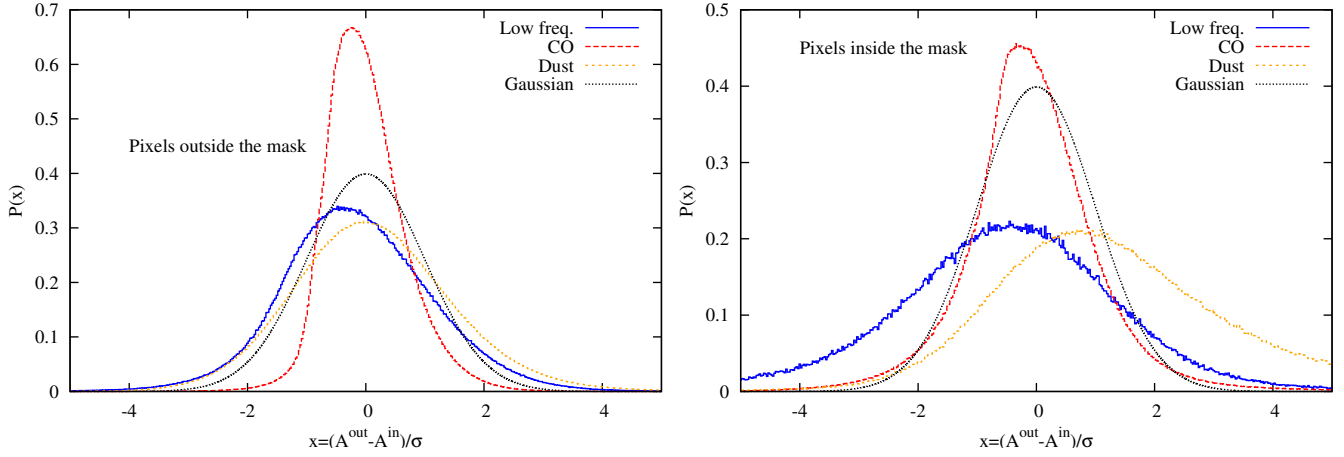 0.7
0.6
0.5
0.4
0.3
0.2
0.1
0
P(x)
-4
-2
0
2
4
x=(A^out-A^in)/σ
Pixels outside the mask
Low freq.
CO
Dust
Gaussian
0.5
0.4
0.3
0.2
0.1
0
P(x)
-4
-2
0
2
4
x=(A^out-A^in)/σ
Pixels inside the mask
Low freq.
CO
Dust
Gaussian